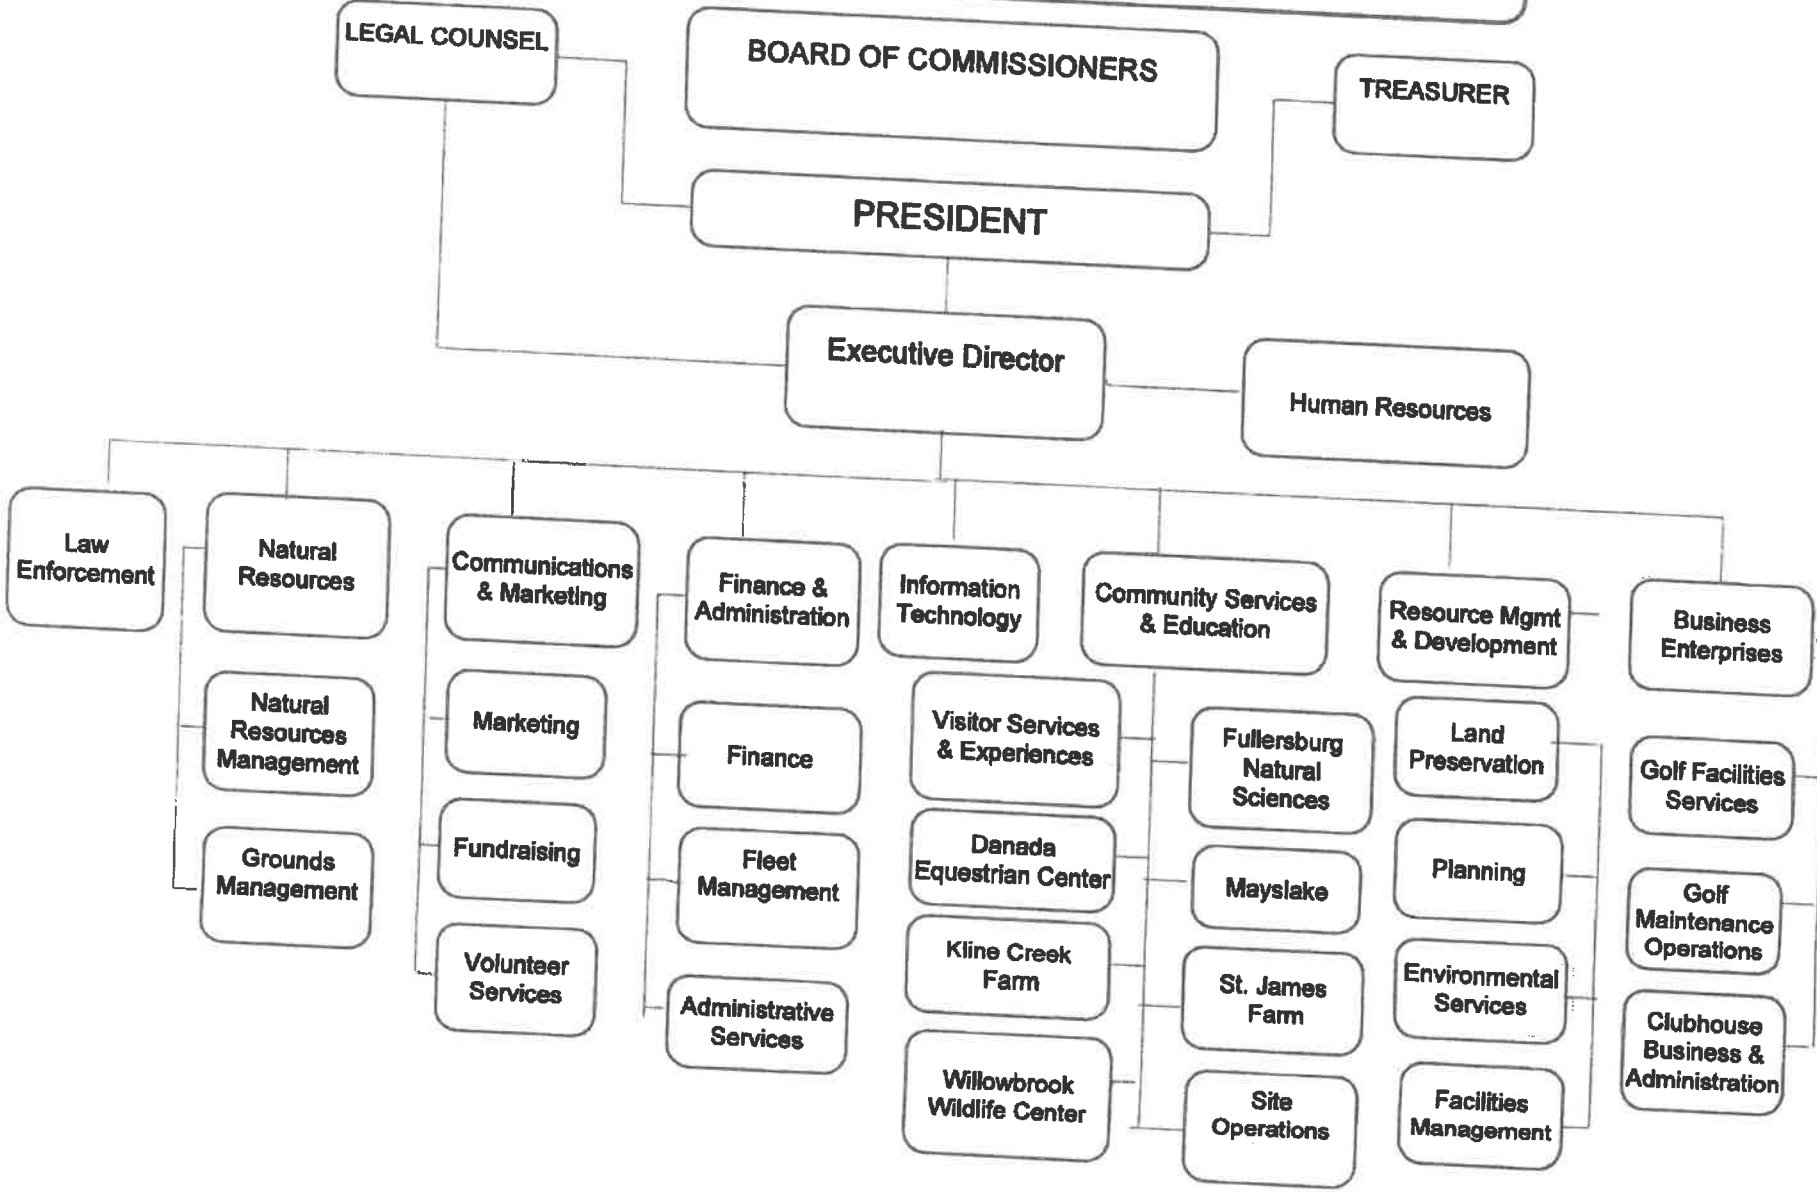 LEGAL COUNSEL
BOARD OF COMMISSIONERS
TREASURER
PRESIDENT
Executive Director
Human Resources
Law
Enforcement
Natural
Resources
Communications
& Marketing
Finance &
Administration
Information
Technology
Community Services
& Education
Resource Mgmt
& Development
Business
Enterprises
Natural
Resources
Management
Grounds
Management
Marketing
Fundraising
Volunteer
Services
Finance
Fleet
Management
Administrative
Services
Visitor Services
& Experiences
Danada
Equestrian Center
Kline Creek
Farm
Willowbrook
Wildlife Center
Fullersburg
Natural
Sciences
Mayslake
St. James
Farm
Site
Operations
Land
Preservation
Planning
Environmental
Services
Facilities
Management
Golf Facilities
Services
Golf
Maintenance
Operations
Clubhouse
Business &
Administration